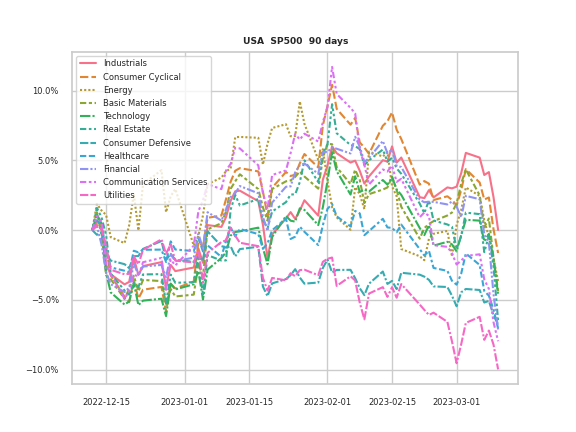 USA SP500 90 days
Industrials
Consumer Cyclical
Energy
Basic Materials
Technology
Real Estate
Consumer Defensive
Healthcare
Financial
Communication Services
Utilities
10.0%
5.0%
0.0%
−5.0%
−10.0%
2022-12-15 2023-01-01 2023-01-15 2023-02-01 2023-02-15 2023-03-01